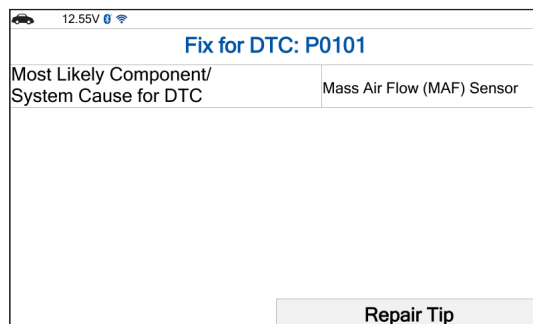 12.55V
Fix for DTC: P0101
Most Likely Component/
System Cause for DTC
Mass Air Flow (MAF) Sensor
Repair Tip